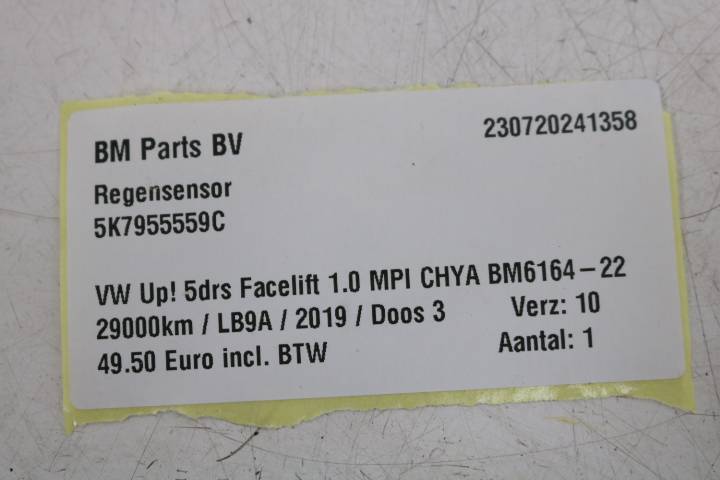 BM Parts BV 230720241358
Regensensor
5K7955559C
VW Up! 5drs Facelift 1.0 MPI CHYA BM6164-22
29000km / LB9A / 2019 / Doos 3 Verz: 10
49.50 Euro incl. BTW Aantal: 1